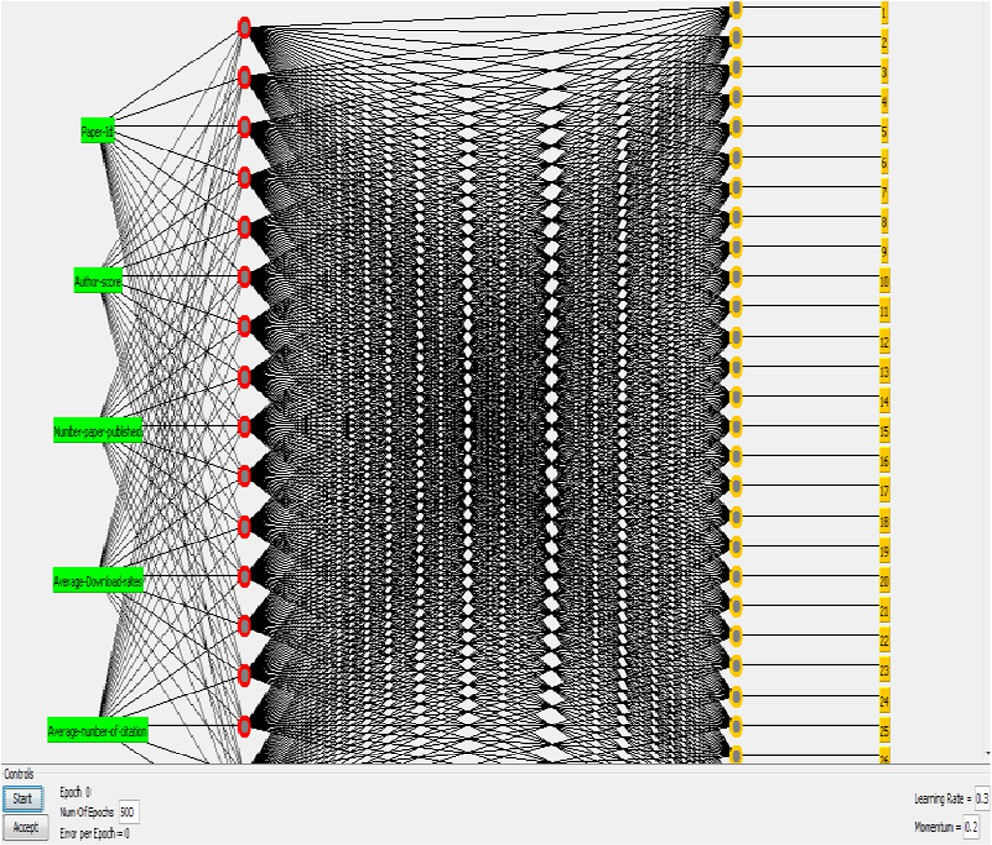 Paper-id
Author-score
Number-paper-published
Average-Download-rates
Average-number-of-citation
1
2
3
4
5
6
7
8
9
10
11
12
13
14
15
16
17
18
19
20
21
22
23
24
25
26
Controls
Start
Accept
Epoch 0
Num Of Epochs 500
Error per Epoch = 0
Learning Rate = 0.3
Momentum = 0.2